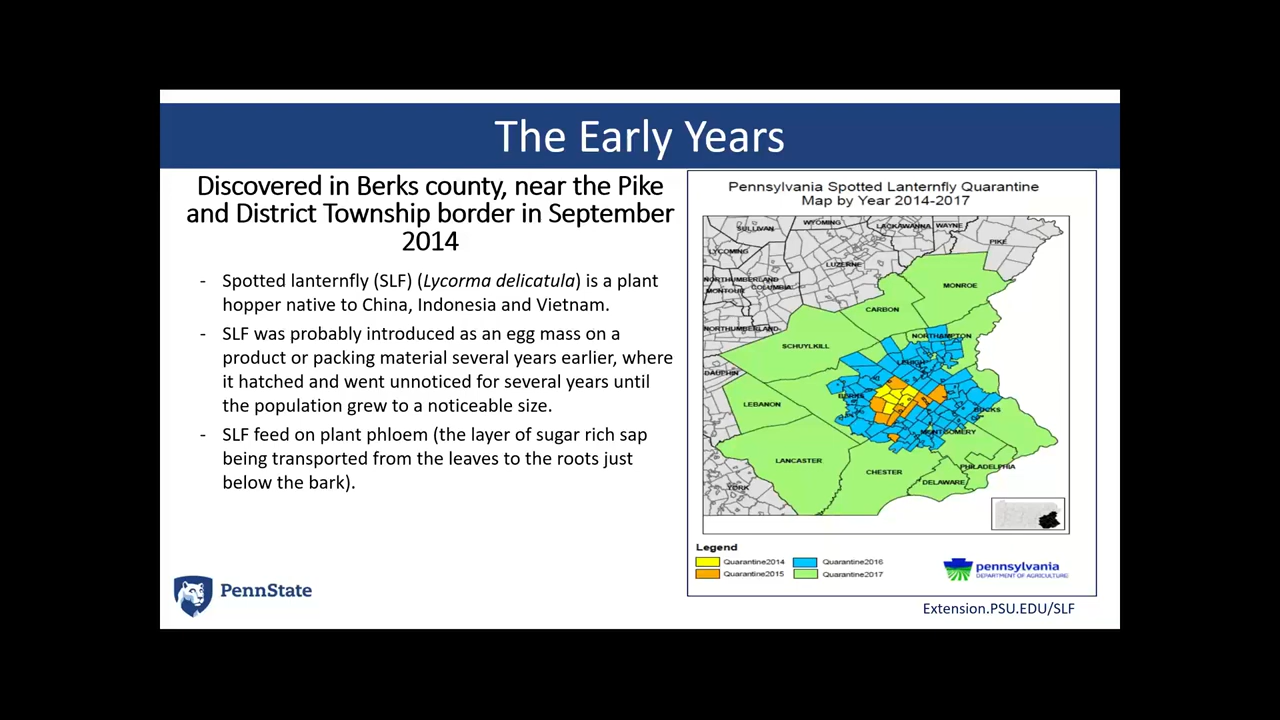 The Early Years
Discovered in Berks county, near the Pike
and District Township border in September
2014
- Spotted lanternfly (SLF) (Lycorma delicatula) is a plant
hopper native to China, Indonesia and Vietnam.
- SLF was probably introduced as an egg mass on a
product or packing material several years earlier, where
it hatched and went unnoticed for several years until
the population grew to a noticeable size.
- SLF feed on plant phloem (the layer of sugar rich sap
being transported from the leaves to the roots just
below the bark).
PennState
Pennsylvania Spotted Lanternfly Quarantine
Map by Year 2014-2017
SULLIVAN
WYOMING
LACKAWANNA
WAYNE
PIKE
LYCOMING
LUZERNE
NORTHUMBERLAND
MONTOUR
COLUMBIA
MONROE
CARBON
NORTHUMBERLAND
NORTHAMPTON
SCHUYLKILL
LEHIGH
DAUPHIN
BERKS
LEBANON
BUCKS
MONTGOMERY
LANCASTER
PHILADELPHIA
CHESTER
DELAWARE
YORK
Legend
Quarantine2014
Quarantine2016
Quarantine2015
Quarantine2017
pennsylvania
DEPARTMENT OF AGRICULTURE
Extension.PSU.EDU/SLF